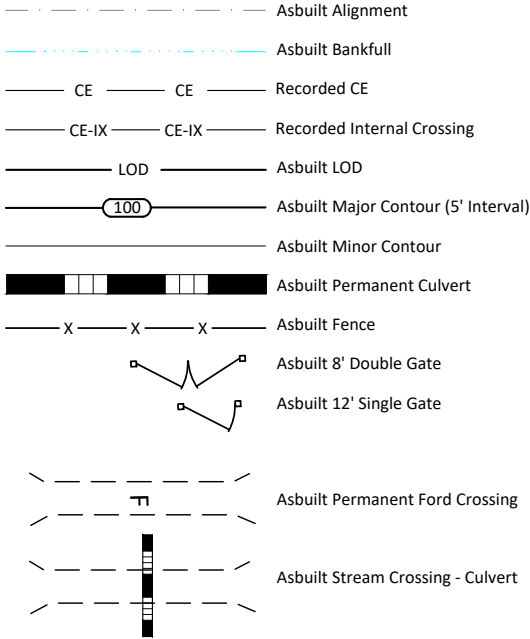 Asbuilt Alignment
Asbuilt Bankfull
CE CE Recorded CE
CE-IX CE-IX Recorded Internal Crossing
LOD Asbuilt LOD
100 Asbuilt Major Contour (5' Interval)
Asbuilt Minor Contour
Asbuilt Permanent Culvert
X X X Asbuilt Fence
Asbuilt 8' Double Gate
Asbuilt 12' Single Gate
F Asbuilt Permanent Ford Crossing
Asbuilt Stream Crossing - Culvert